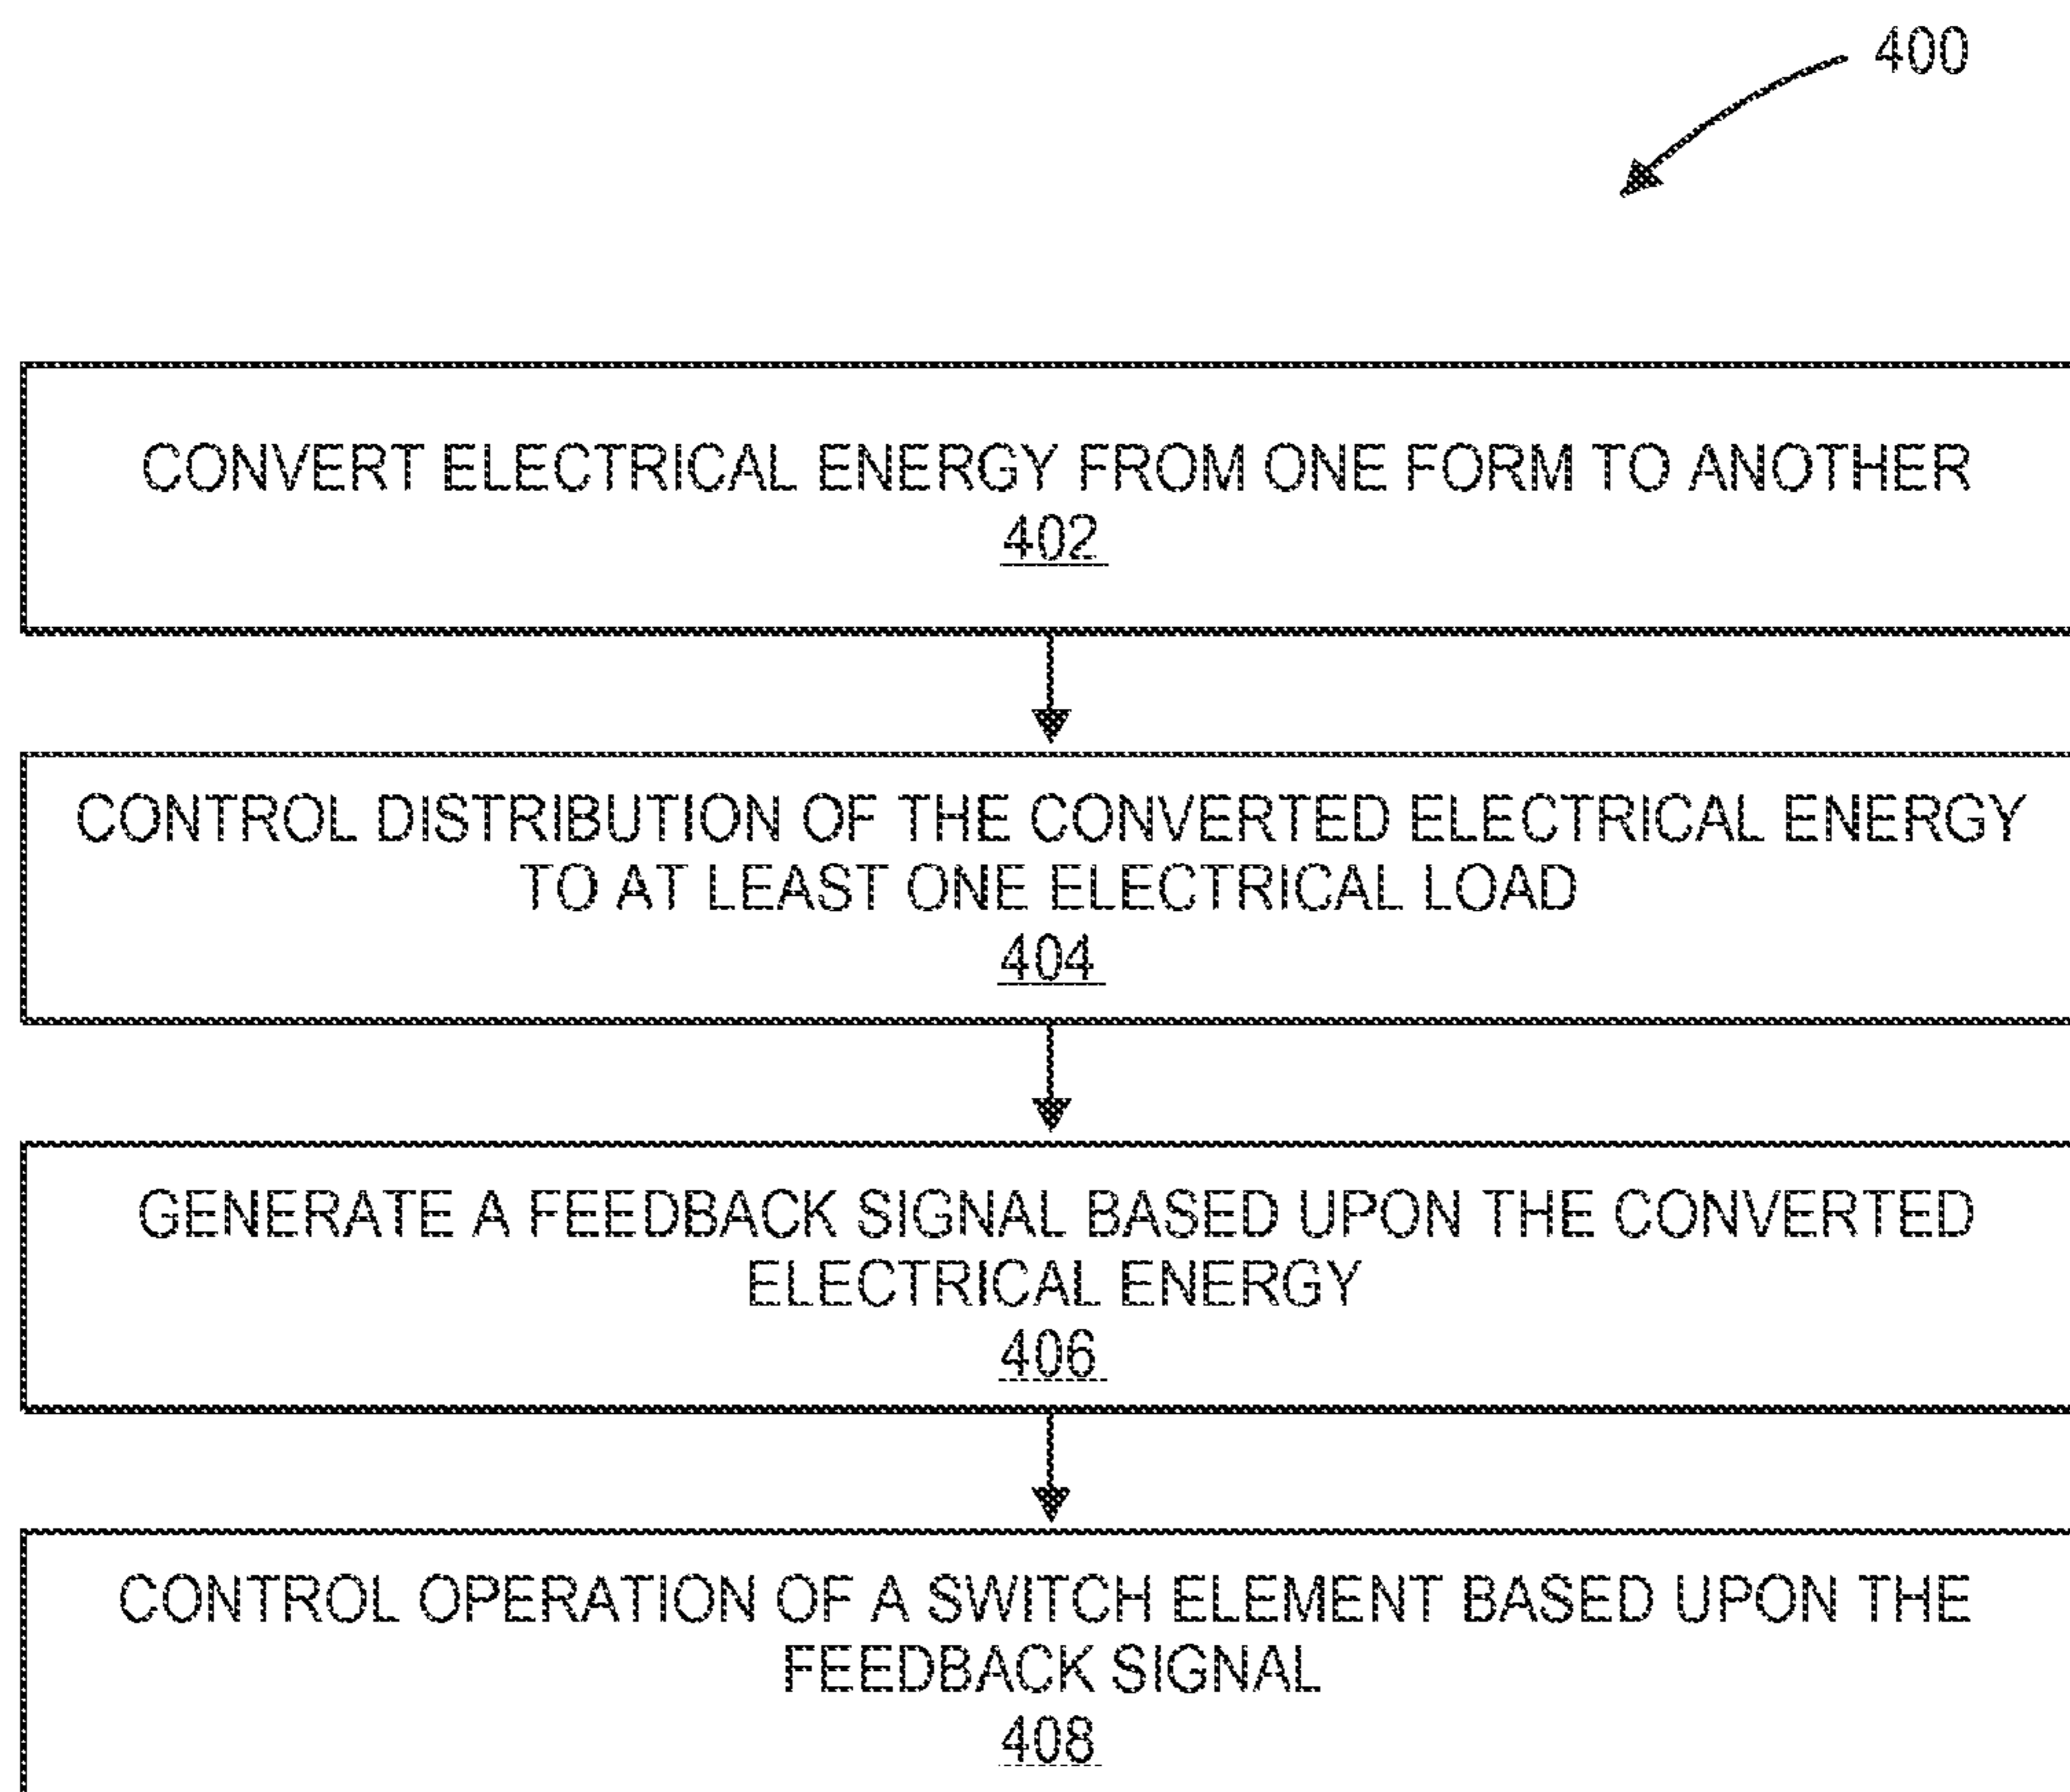 400
CONVERT ELECTRICAL ENERGY FROM ONE FORM TO ANOTHER
402
CONTROL DISTRIBUTION OF THE CONVERTED ELECTRICAL ENERGY
TO AT LEAST ONE ELECTRICAL LOAD
404
GENERATE A FEEDBACK SIGNAL BASED UPON THE CONVERTED
ELECTRICAL ENERGY
406
CONTROL OPERATION OF A SWITCH ELEMENT BASED UPON THE
FEEDBACK SIGNAL
408